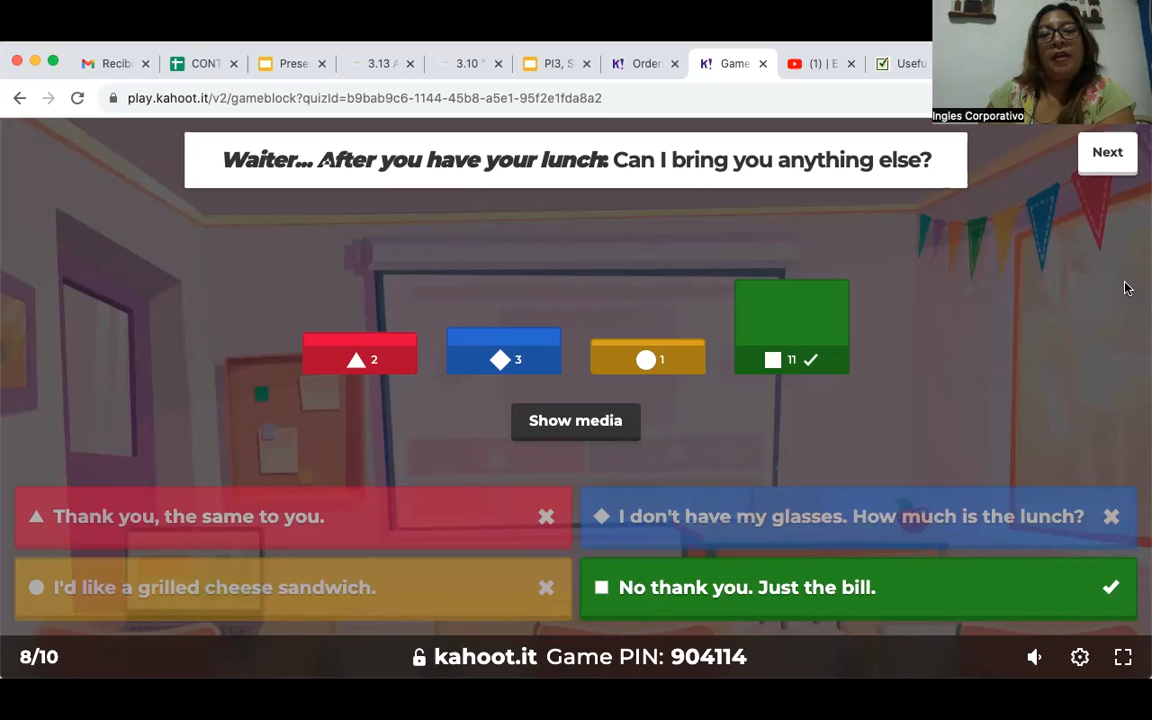 Recibi
CONT
Prese
3.13 A
3.10 "
PI3, S
K! Order
K! Game
(1) | E
Usefu
play.kahoot.it/v2/gameblock?quizId=b9bab9c6-1144-45b8-a5e1-95f2e1fda8a2
Ingles Corporativo
Waiter... After you have your lunch: Can I bring you anything else?
Next
2
3
1
11
Show media
Thank you, the same to you.
I don't have my glasses. How much is the lunch?
I'd like a grilled cheese sandwich.
No thank you. Just the bill.
8/10
kahoot.it Game PIN: 904114